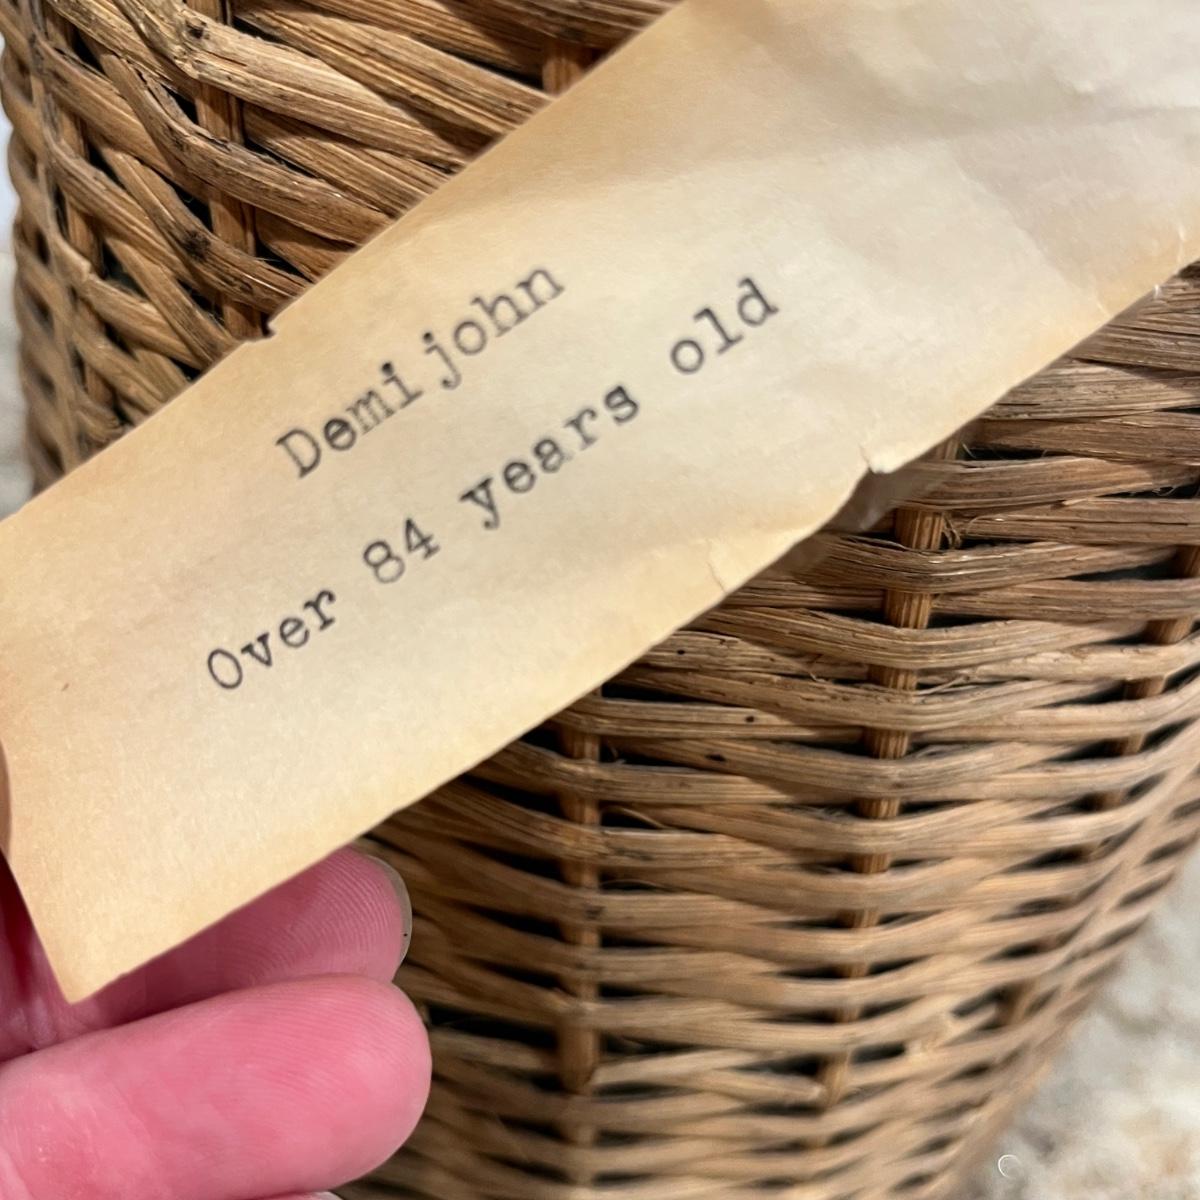 Demijohn
Over 84 years old